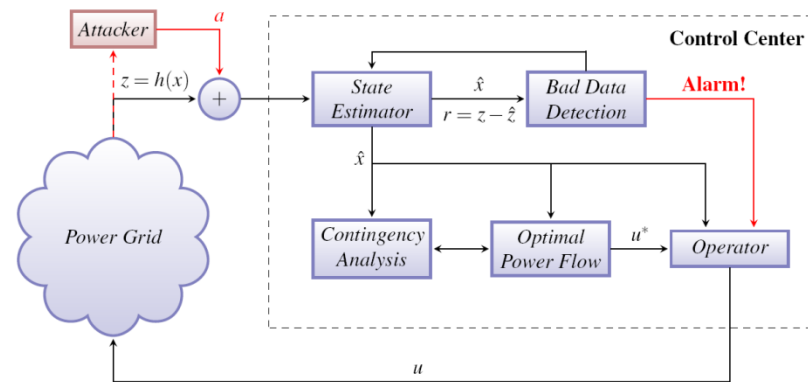 Attacker
a
Control Center
z = h(x)
+
State
Estimator
x̂
r = z − ẑ
Bad Data
Detection
Alarm!
x̂
Power Grid
Contingency
Analysis
Optimal
Power Flow
u*
Operator
u